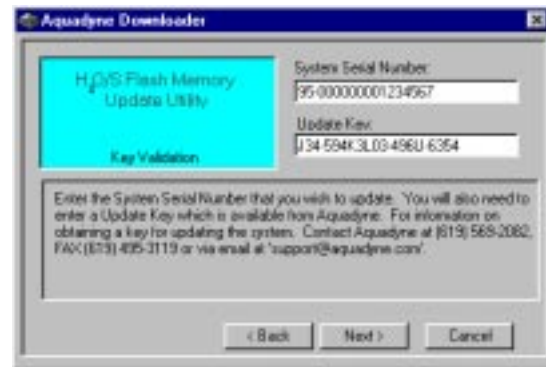 Aquadyne Downloader
H2O/S Flash Memory
Update Utility
Key Validation
System Serial Number:
95-00000001234567
Update Key:
J34-594K3L03-496U-6354
Enter the System Serial Number that you wish to update. You will also need to
enter a Update Key which is available from Aquadyne. For information on
obtaining a key for updating the system. Contact Aquadyne at (619) 569-2082,
FAX (619) 495-3119 or via email at 'support@aquadyne.com'.
< Back
Next >
Cancel